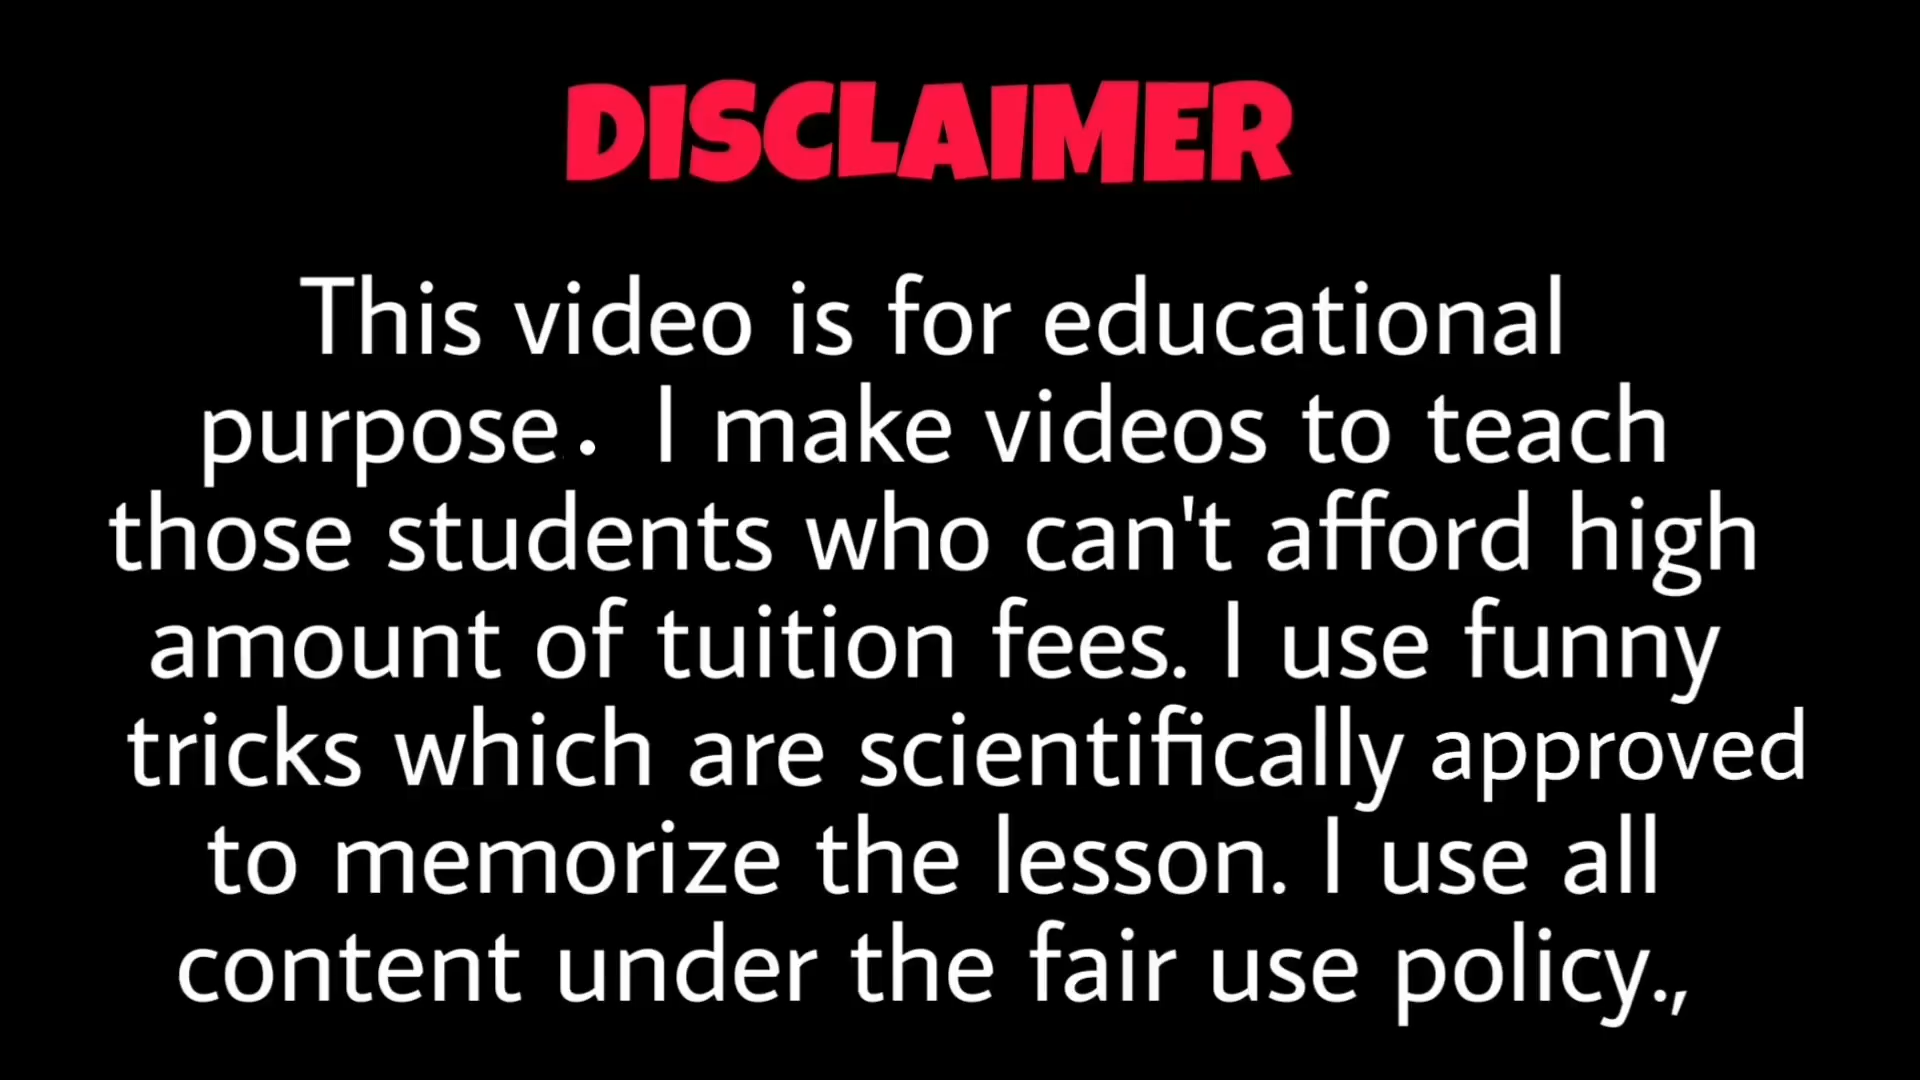 DISCLAIMER
This video is for educational
purpose. I make videos to teach
those students who can't afford high
amount of tuition fees. I use funny
tricks which are scientifically approved
to memorize the lesson. I use all
content under the fair use policy.,